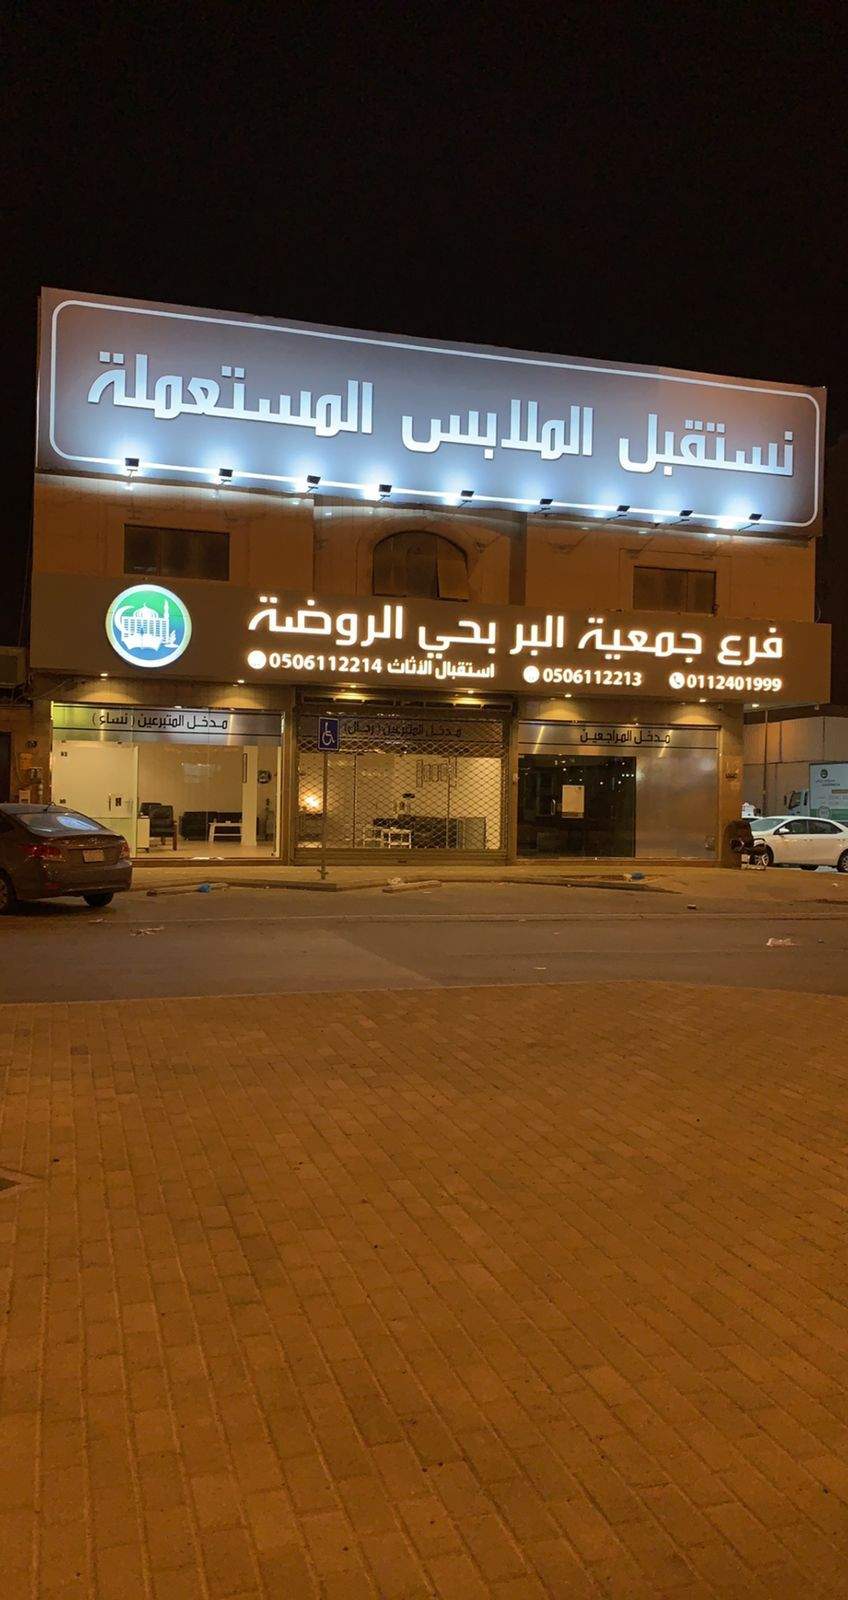 نستقبل الملابس المستعملة
فرع جمعية البر بحي الروضة
0112401999 0506112213 استقبال الأثاث 0506112214
مدخل المتبرعين ( نساء )
مدخل المتبرعين ( رجال )
مدخل المراجعين